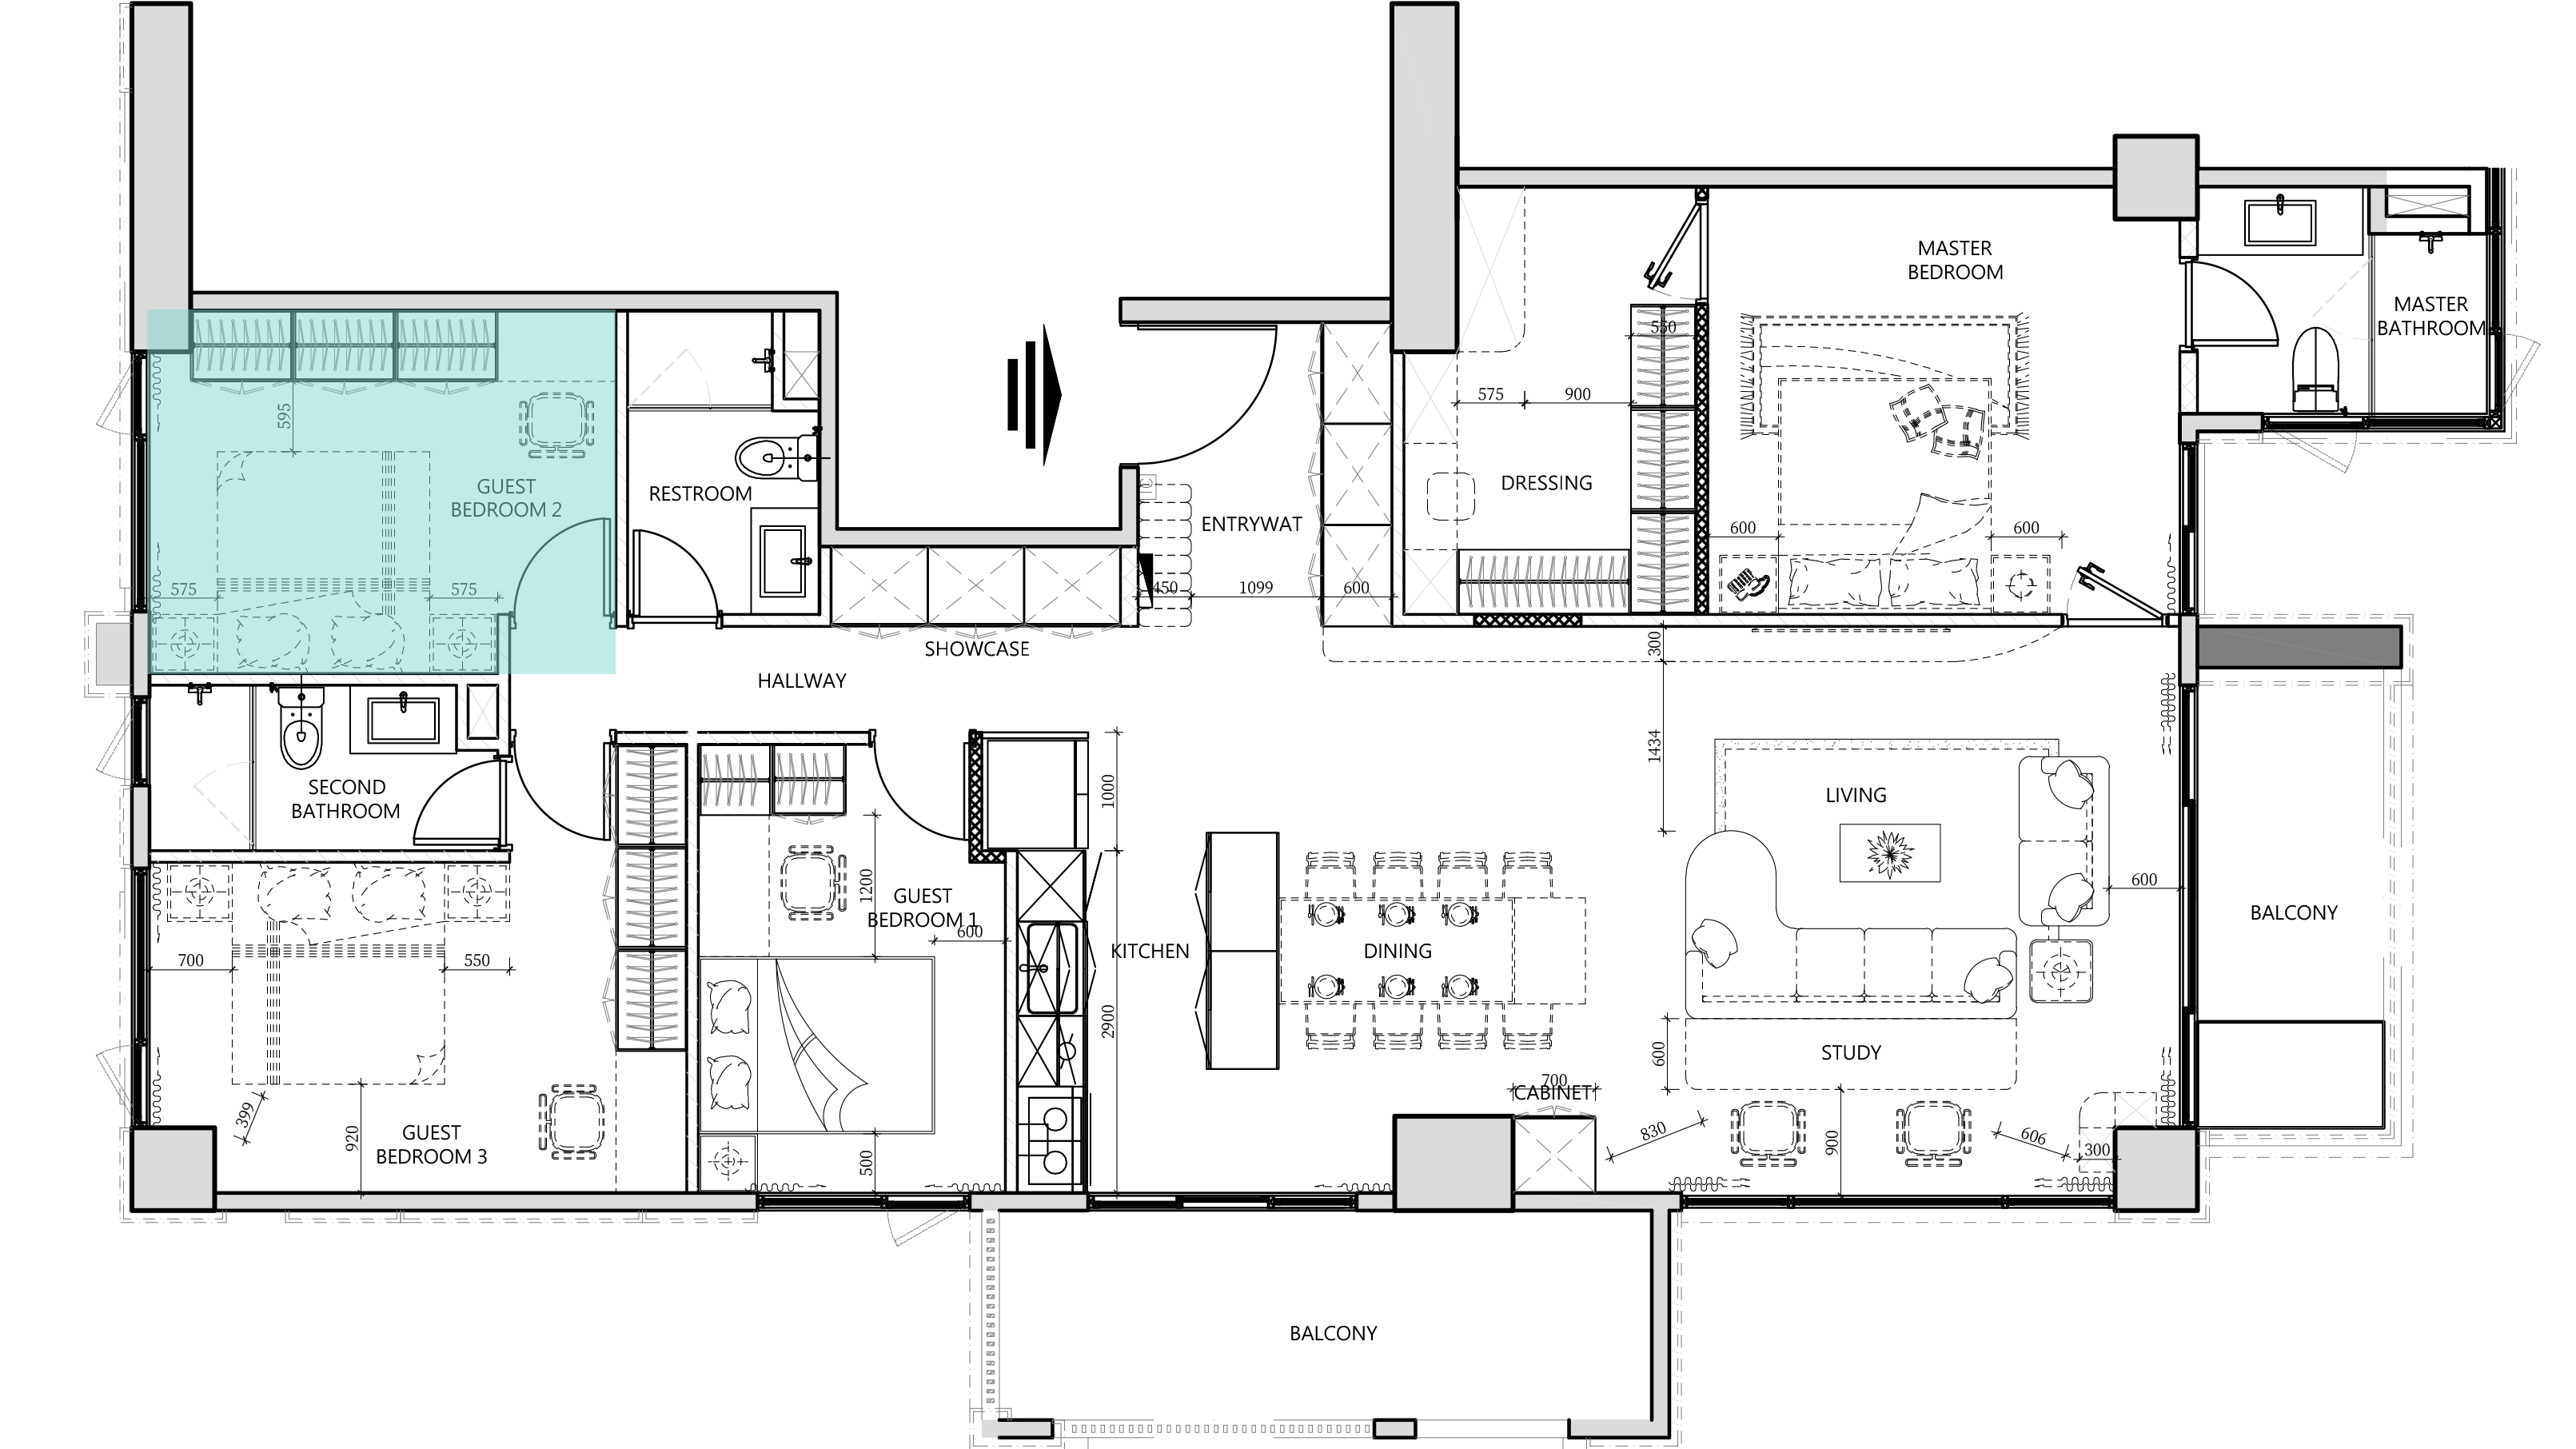 MASTER
BEDROOM
MASTER
BATHROOM
550
595
575
900
GUEST
BEDROOM 2
RESTROOM
DRESSING
ENTRYWAT
600
600
575
575
450
1099
600
SHOWCASE
300
HALLWAY
1434
1000
SECOND
BATHROOM
LIVING
1200
GUEST
BEDROOM 1
600
600
BALCONY
700
550
KITCHEN
DINING
2900
600
STUDY
700
CABINET
399
920
GUEST
BEDROOM 3
500
830
900
606
300
BALCONY